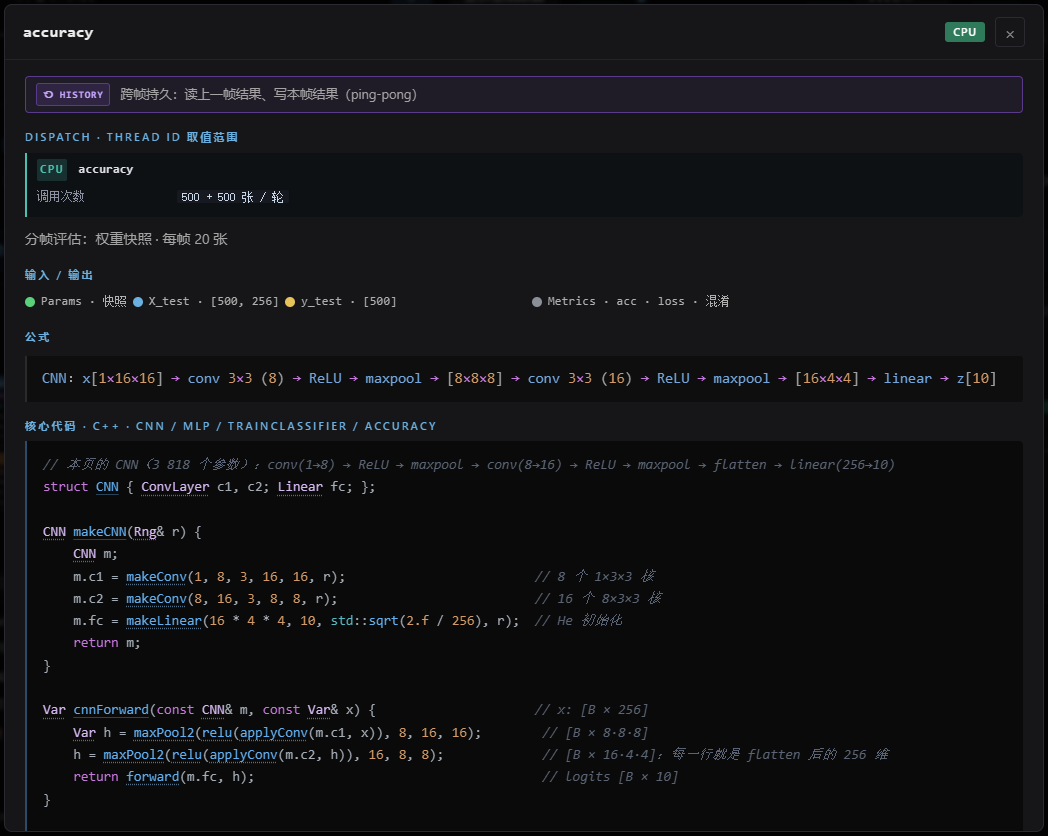 accuracy
CPU
×
HISTORY 跨帧持久：读上一帧结果、写本帧结果（ping-pong）
DISPATCH · THREAD ID 取值范围
CPU accuracy
调用次数 500 + 500 张 / 轮
分帧评估：权重快照 · 每帧 20 张
输入 / 输出
Params · 快照 X_test · [500, 256] y_test · [500] Metrics · acc · loss · 混淆
公式
CNN: x[1×16×16] → conv 3×3 (8) → ReLU → maxpool → [8×8×8] → conv 3×3 (16) → ReLU → maxpool → [16×4×4] → linear → z[10]
核心代码 · C++ · CNN / MLP / TRAINCLASSIFIER / ACCURACY
// 本页的 CNN（3 818 个参数）：conv(1→8) → ReLU → maxpool → conv(8→16) → ReLU → maxpool → flatten → linear(256→10)
struct CNN { ConvLayer c1, c2; Linear fc; };
CNN makeCNN(Rng& r) {
    CNN m;
    m.c1 = makeConv(1, 8, 3, 16, 16, r); // 8 个 1×3×3 核
    m.c2 = makeConv(8, 16, 3, 8, 8, r); // 16 个 8×3×3 核
    m.fc = makeLinear(16 * 4 * 4, 10, std::sqrt(2.f / 256), r); // He 初始化
    return m;
}
Var cnnForward(const CNN& m, const Var& x) { // x: [B × 256]
    Var h = maxPool2(relu(applyConv(m.c1, x)), 8, 16, 16); // [B × 8·8·8]
    h = maxPool2(relu(applyConv(m.c2, h)), 16, 8, 8); // [B × 16·4·4]：每一行就是 flatten 后的 256 维
    return forward(m.fc, h); // logits [B × 10]
}